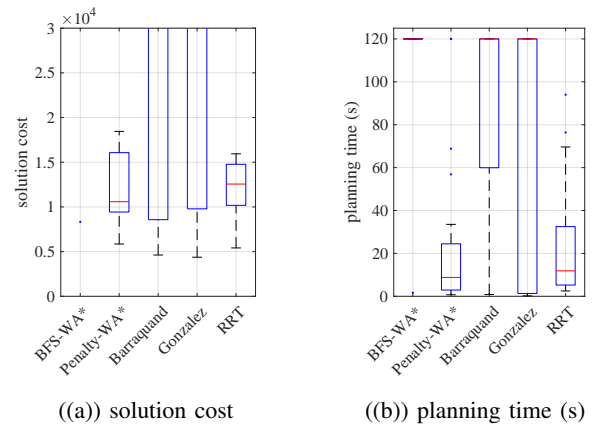 ×10⁴
3
2.5
2
1.5
1
0.5
0
solution cost
BFS-WA*
Penalty-WA*
Barraquand
Gonzalez
RRT
((a)) solution cost
120
100
80
60
40
20
0
planning time (s)
BFS-WA*
Penalty-WA*
Barraquand
Gonzalez
RRT
((b)) planning time (s)